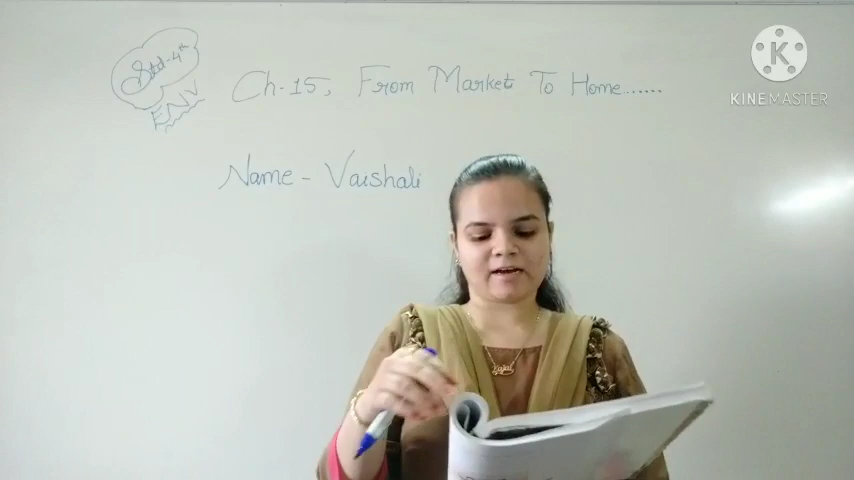 Std-4th
ENV
Ch-15, From Market To Home......
Name - Vaishali
K
KINEMASTER